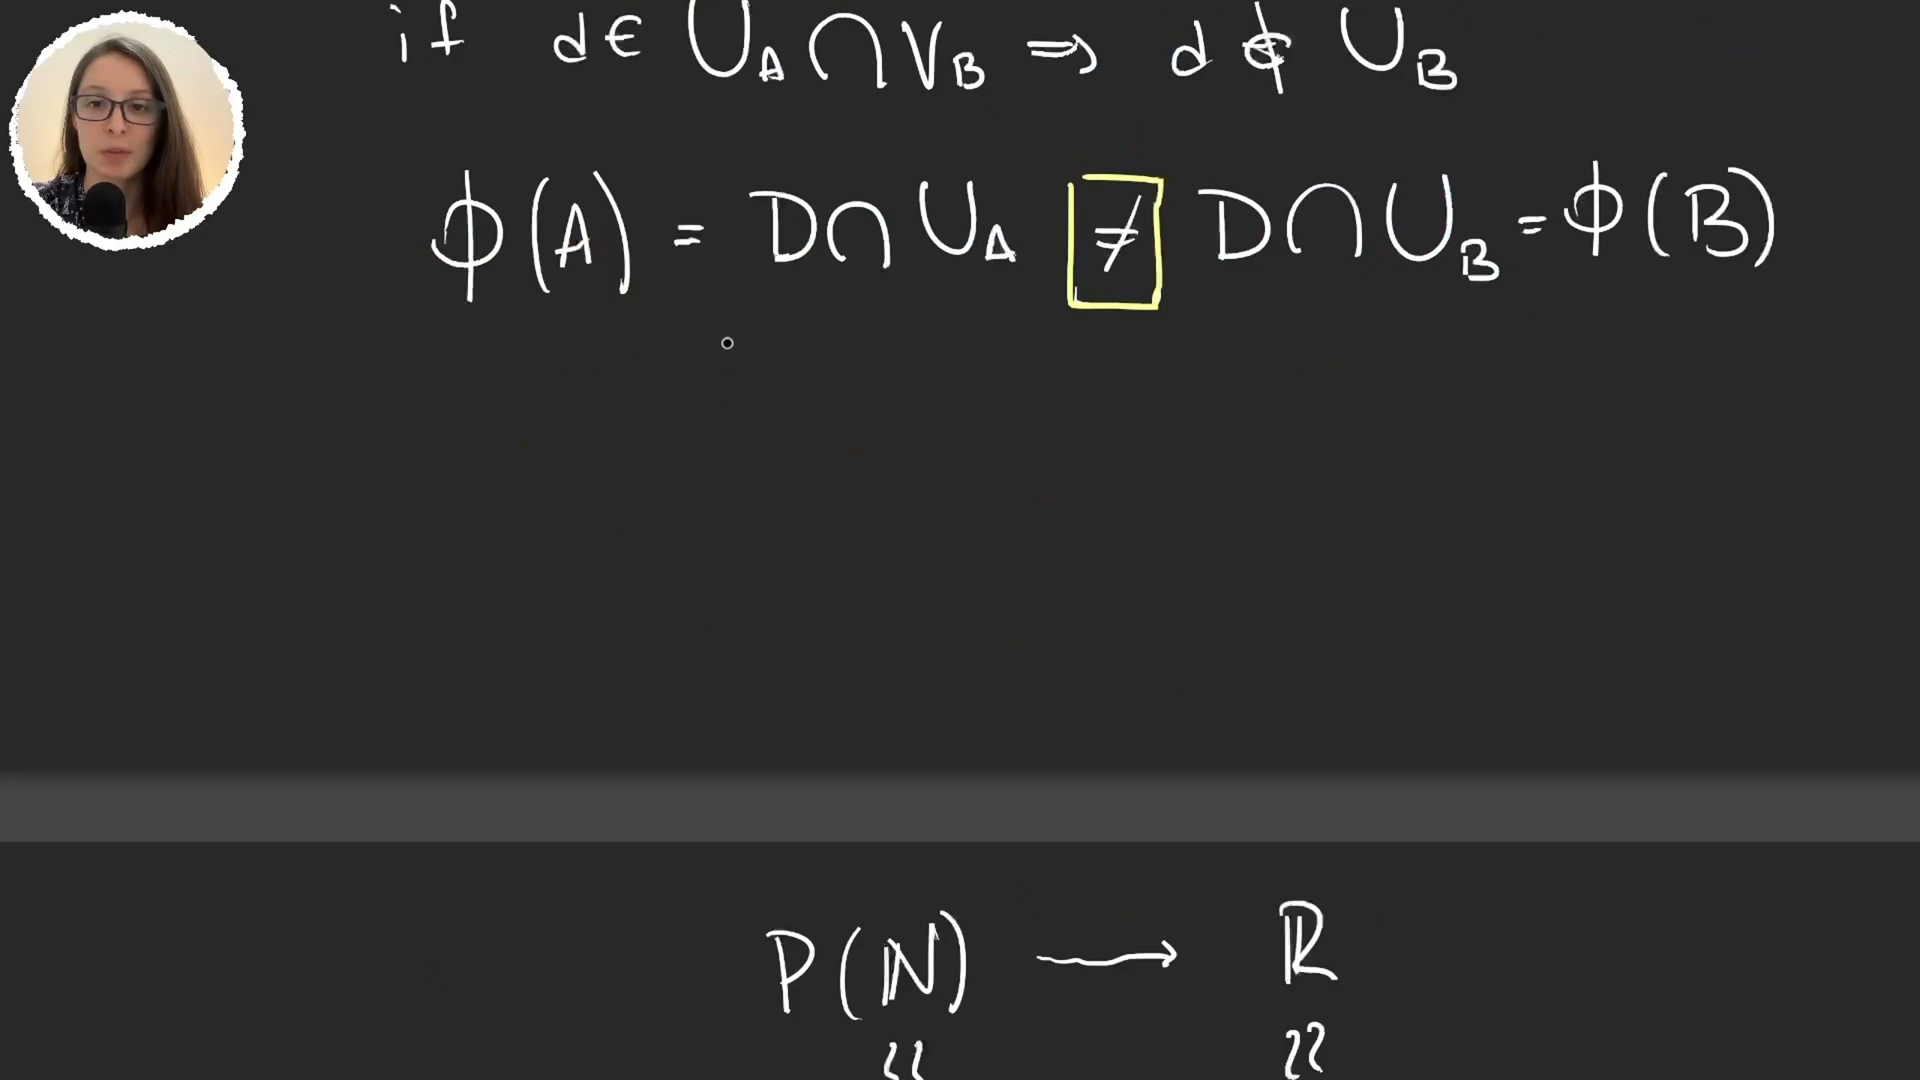 if d ∈ U_A ∩ V_B ⇒ d ∉ U_B
ϕ(A) = D ∩ U_A ≠ D ∩ U_B = ϕ(B)
P(ℕ) ⟶ ℝ